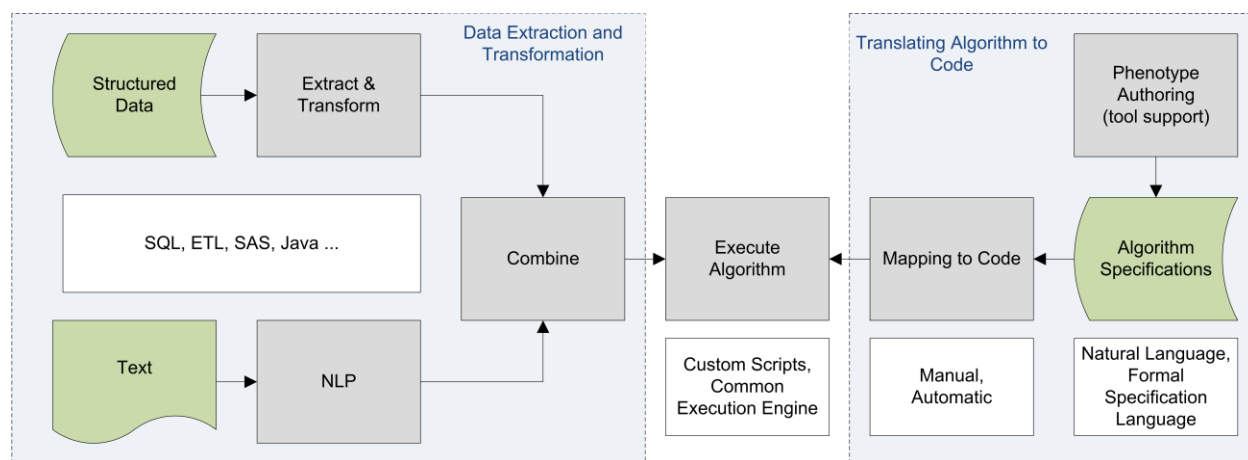 Data Extraction and
Transformation
Structured
Data
Extract &
Transform
SQL, ETL, SAS, Java ...
Text
NLP
Combine
Execute
Algorithm
Custom Scripts,
Common
Execution Engine
Translating Algorithm to
Code
Phenotype
Authoring
(tool support)
Mapping to Code
Algorithm
Specifications
Manual,
Automatic
Natural Language,
Formal
Specification
Language